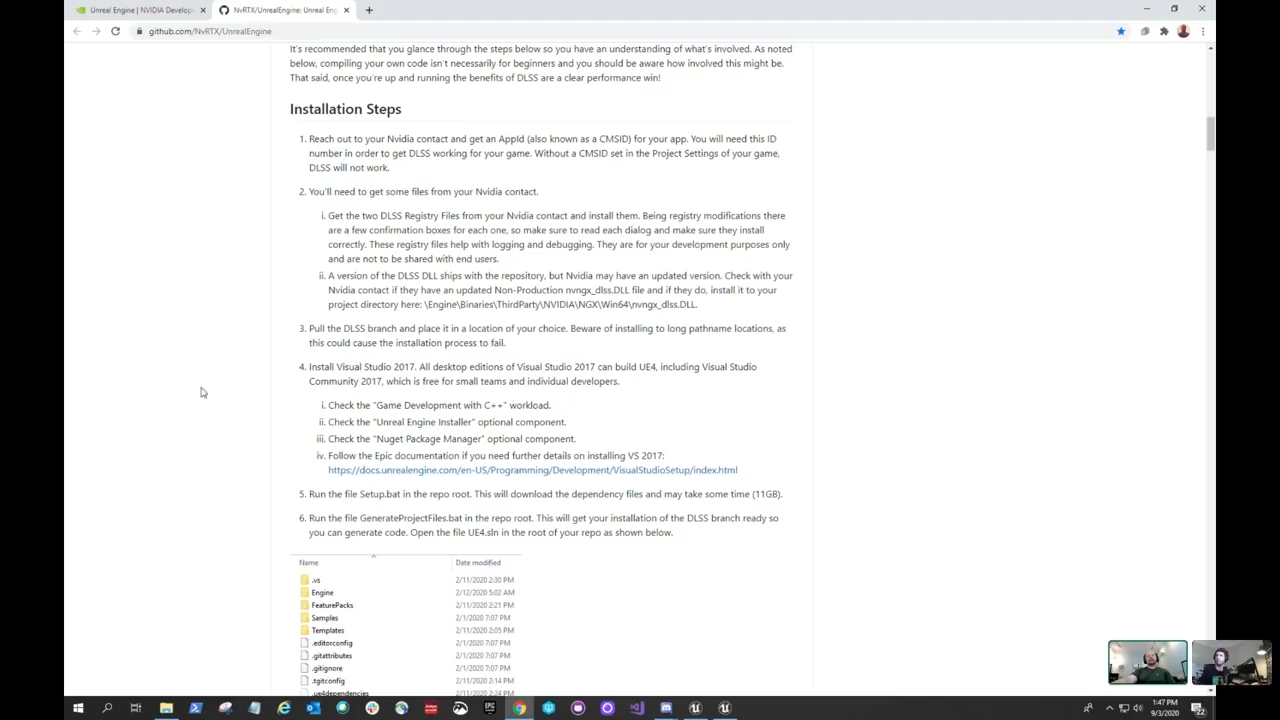 Unreal Engine | NVIDIA Develop
NvRTX/UnrealEngine: Unreal Eng
github.com/NvRTX/UnrealEngine
It's recommended that you glance through the steps below so you have an understanding of what's involved. As noted
below, compiling your own code isn't necessarily for beginners and you should be aware how involved this might be.
That said, once you're up and running the benefits of DLSS are a clear performance win!
Installation Steps
1. Reach out to your Nvidia contact and get an AppId (also known as a CMSID) for your app. You will need this ID
number in order to get DLSS working for your game. Without a CMSID set in the Project Settings of your game,
DLSS will not work.
2. You'll need to get some files from your Nvidia contact.
i. Get the two DLSS Registry Files from your Nvidia contact and install them. Being registry modifications there
are a few confirmation boxes for each one, so make sure to read each dialog and make sure they install
correctly. These registry files help with logging and debugging. They are for your development purposes only
and are not to be shared with end users.
ii. A version of the DLSS DLL ships with the repository, but Nvidia may have an updated version. Check with your
Nvidia contact if they have an updated Non-Production nvngx_dlss.DLL file and if they do, install it to your
project directory here: \Engine\Binaries\ThirdParty\NVIDIA\NGX\Win64\nvngx_dlss.DLL.
3. Pull the DLSS branch and place it in a location of your choice. Beware of installing to long pathname locations, as
this could cause the installation process to fail.
4. Install Visual Studio 2017. All desktop editions of Visual Studio 2017 can build UE4, including Visual Studio
Community 2017, which is free for small teams and individual developers.
i. Check the "Game Development with C++" workload.
ii. Check the "Unreal Engine Installer" optional component.
iii. Check the "Nuget Package Manager" optional component.
iv. Follow the Epic documentation if you need further details on installing VS 2017:
https://docs.unrealengine.com/en-US/Programming/Development/VisualStudioSetup/index.html
5. Run the file Setup.bat in the repo root. This will download the dependency files and may take some time (11GB).
6. Run the file GenerateProjectFiles.bat in the repo root. This will get your installation of the DLSS branch ready so
you can generate code. Open the file UE4.sln in the root of your repo as shown below.
Name Date modified
.vs 2/11/2020 2:30 PM
Engine 2/12/2020 5:02 AM
FeaturePacks 2/11/2020 2:21 PM
Samples 2/1/2020 7:07 PM
Templates 2/11/2020 2:05 PM
.editorconfig 2/1/2020 7:07 PM
.gitattributes 2/1/2020 7:07 PM
.gitignore 2/1/2020 7:07 PM
.tgitconfig 2/11/2020 2:14 PM
.ue4dependencies 2/11/2020 2:24 PM
1:47 PM
9/3/2020
22